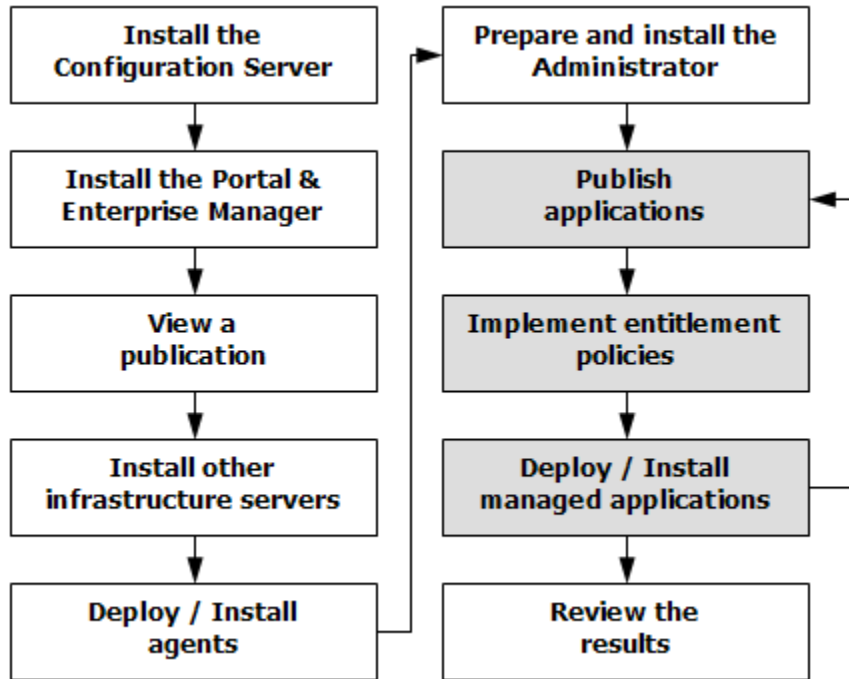 Install the
Configuration Server
Install the Portal &
Enterprise Manager
View a
publication
Install other
infrastructure servers
Deploy / Install
agents
Prepare and install the
Administrator
Publish
applications
Implement entitlement
policies
Deploy / Install
managed applications
Review the
results